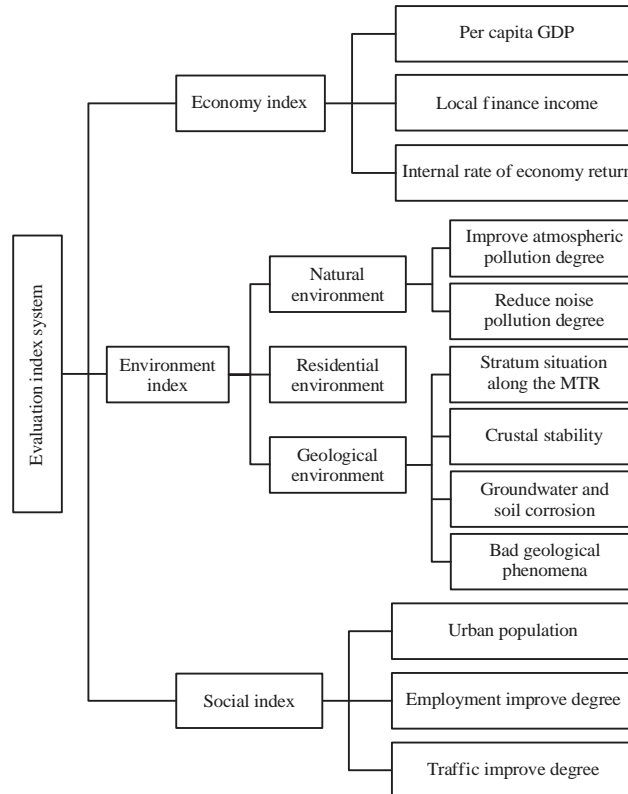 Evaluation index system
Economy index
Per capita GDP
Local finance income
Internal rate of economy return
Environment
index
Natural
environment
Improve atmospheric
pollution degree
Reduce noise
pollution degree
Residential
environment
Geological
environment
Stratum situation
along the MTR
Crustal stability
Groundwater and
soil corrosion
Bad geological
phenomena
Social index
Urban population
Employment improve degree
Traffic improve degree